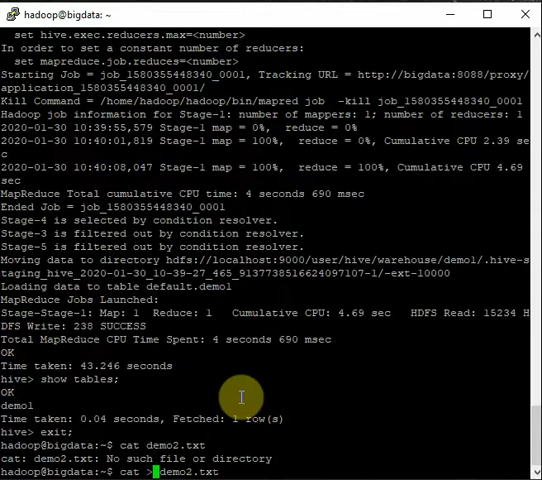 hadoop@bigdata: ~
set hive.exec.reducers.max=<number>
In order to set a constant number of reducers:
set mapreduce.job.reduces=<number>
Starting Job = job_1580355448340_0001, Tracking URL = http://bigdata:8088/proxy/
application_1580355448340_0001/
Kill Command = /home/hadoop/hadoop/bin/mapred job  -kill job_1580355448340_0001
Hadoop job information for Stage-1: number of mappers: 1; number of reducers: 1
2020-01-30 10:39:55,579 Stage-1 map = 0%,  reduce = 0%
2020-01-30 10:40:01,819 Stage-1 map = 100%,  reduce = 0%, Cumulative CPU 2.39 se
c
2020-01-30 10:40:08,047 Stage-1 map = 100%,  reduce = 100%, Cumulative CPU 4.69
sec
MapReduce Total cumulative CPU time: 4 seconds 690 msec
Ended Job = job_1580355448340_0001
Stage-4 is selected by condition resolver.
Stage-3 is filtered out by condition resolver.
Stage-5 is filtered out by condition resolver.
Moving data to directory hdfs://localhost:9000/user/hive/warehouse/demo1/.hive-s
taging_hive_2020-01-30_10-39-27_465_9137738516624097107-1/-ext-10000
Loading data to table default.demo1
MapReduce Jobs Launched:
Stage-Stage-1: Map: 1  Reduce: 1   Cumulative CPU: 4.69 sec   HDFS Read: 15234 H
DFS Write: 238 SUCCESS
Total MapReduce CPU Time Spent: 4 seconds 690 msec
OK
Time taken: 43.246 seconds
hive> show tables;
OK
demo1
Time taken: 0.04 seconds, Fetched: 1 row(s)
hive> exit;
hadoop@bigdata:~$ cat demo2.txt
cat: demo2.txt: No such file or directory
hadoop@bigdata:~$ cat > demo2.txt